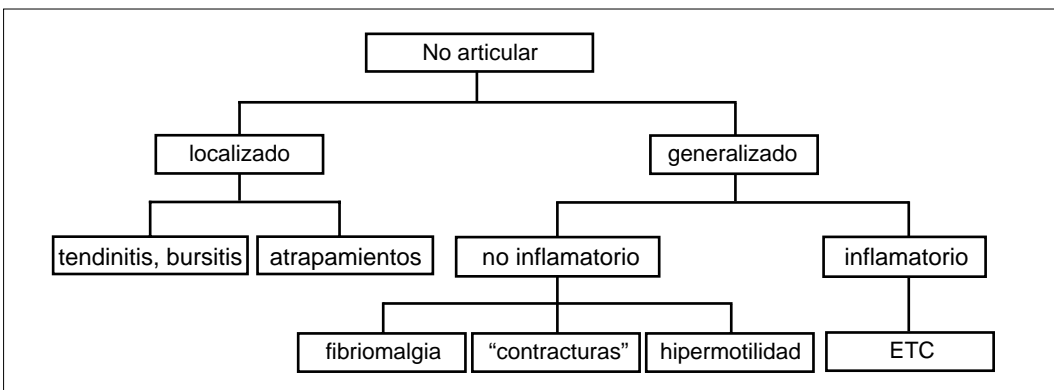 No articular
localizado
generalizado
tendinitis, bursitis
atrapamientos
no inflamatorio
inflamatorio
fibriomalgia
“contracturas”
hipermotilidad
ETC